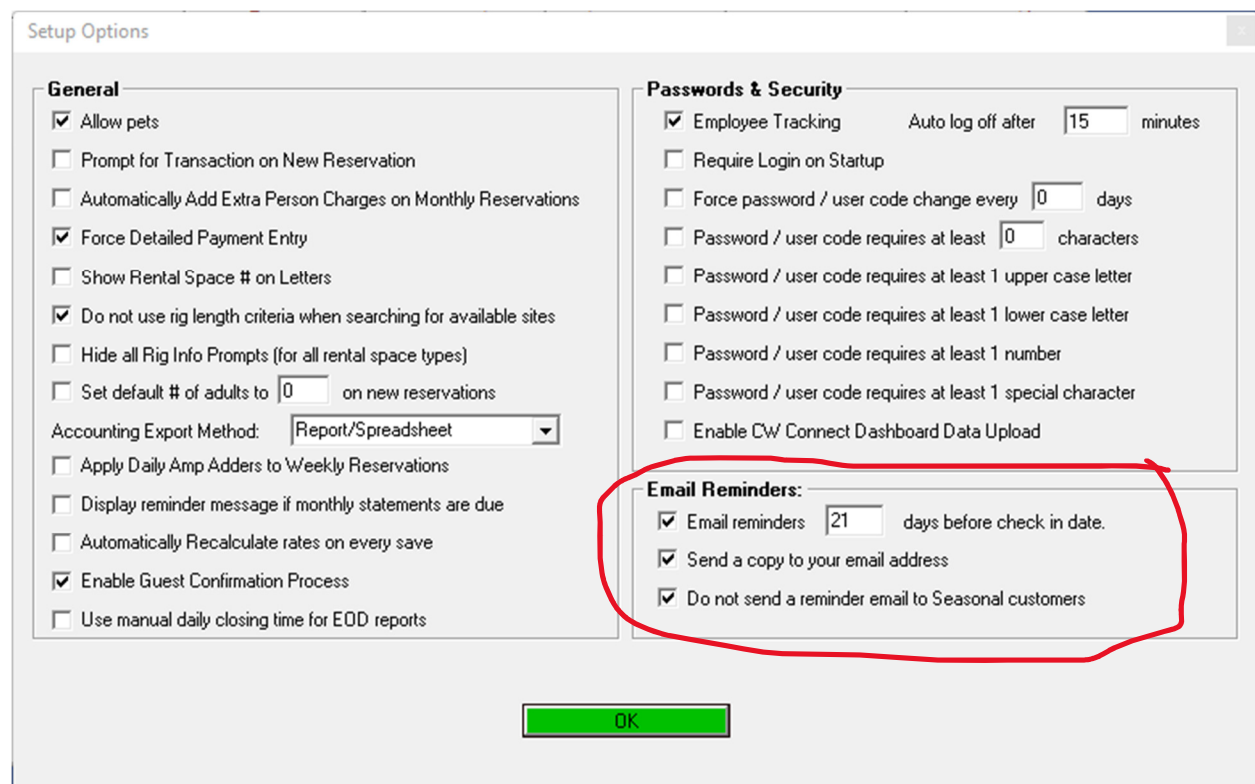 Setup Options
General
Allow pets
Prompt for Transaction on New Reservation
Automatically Add Extra Person Charges on Monthly Reservations
Force Detailed Payment Entry
Show Rental Space # on Letters
Do not use rig length criteria when searching for available sites
Hide all Rig Info Prompts (for all rental space types)
Set default # of adults to 0 on new reservations
Accounting Export Method: Report/Spreadsheet
Apply Daily Amp Adders to Weekly Reservations
Display reminder message if monthly statements are due
Automatically Recalculate rates on every save
Enable Guest Confirmation Process
Use manual daily closing time for EOD reports
Passwords & Security
Employee Tracking Auto log off after 15 minutes
Require Login on Startup
Force password / user code change every 0 days
Password / user code requires at least 0 characters
Password / user code requires at least 1 upper case letter
Password / user code requires at least 1 lower case letter
Password / user code requires at least 1 number
Password / user code requires at least 1 special character
Enable CW Connect Dashboard Data Upload
Email Reminders:
Email reminders 21 days before check in date.
Send a copy to your email address
Do not send a reminder email to Seasonal customers
OK